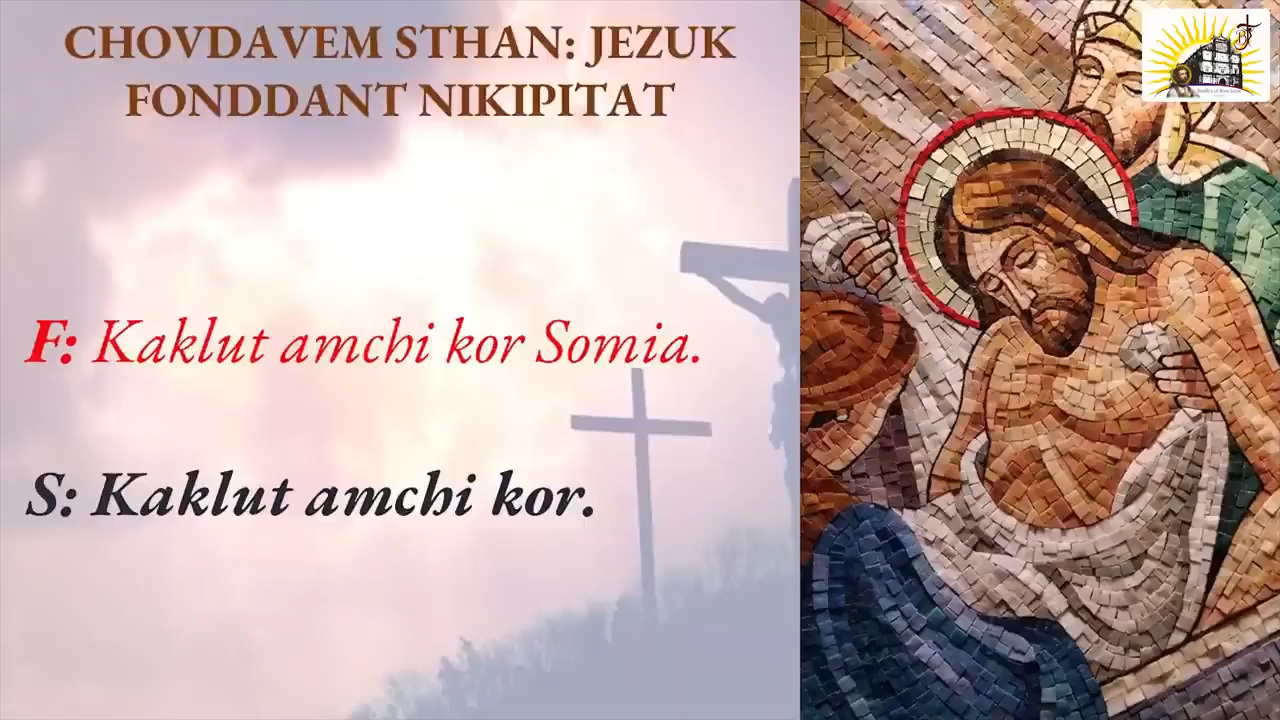 CHOVDAVEM STHAN: JEZUK
FONDDANT NIKIPITAT
F: Kaklut amchi kor Somia.
S: Kaklut amchi kor.